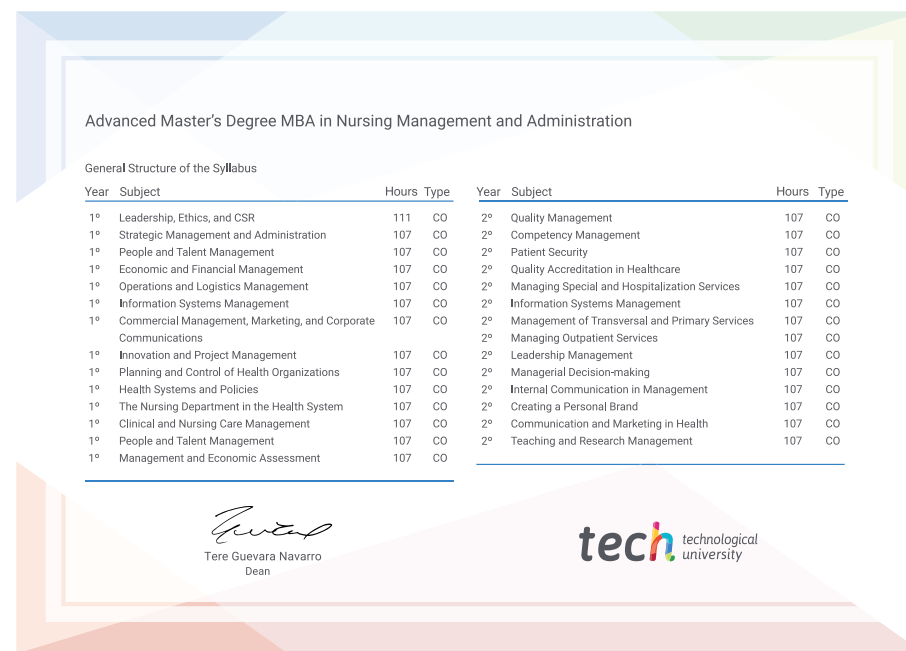 Advanced Master's Degree MBA in Nursing Management and Administration
General Structure of the Syllabus
Year Subject Hours Type
1º Leadership, Ethics, and CSR 111 CO
1º Strategic Management and Administration 107 CO
1º People and Talent Management 107 CO
1º Economic and Financial Management 107 CO
1º Operations and Logistics Management 107 CO
1º Information Systems Management 107 CO
1º Commercial Management, Marketing, and Corporate 107 CO
Communications
1º Innovation and Project Management 107 CO
1º Planning and Control of Health Organizations 107 CO
1º Health Systems and Policies 107 CO
1º The Nursing Department in the Health System 107 CO
1º Clinical and Nursing Care Management 107 CO
1º People and Talent Management 107 CO
1º Management and Economic Assessment 107 CO
Year Subject Hours Type
2º Quality Management 107 CO
2º Competency Management 107 CO
2º Patient Security 107 CO
2º Quality Accreditation in Healthcare 107 CO
2º Managing Special and Hospitalization Services 107 CO
2º Information Systems Management 107 CO
2º Management of Transversal and Primary Services 107 CO
2º Managing Outpatient Services 107 CO
2º Leadership Management 107 CO
2º Managerial Decision-making 107 CO
2º Internal Communication in Management 107 CO
2º Creating a Personal Brand 107 CO
2º Communication and Marketing in Health 107 CO
2º Teaching and Research Management 107 CO
Tere Guevara Navarro
Dean
tech technological
university